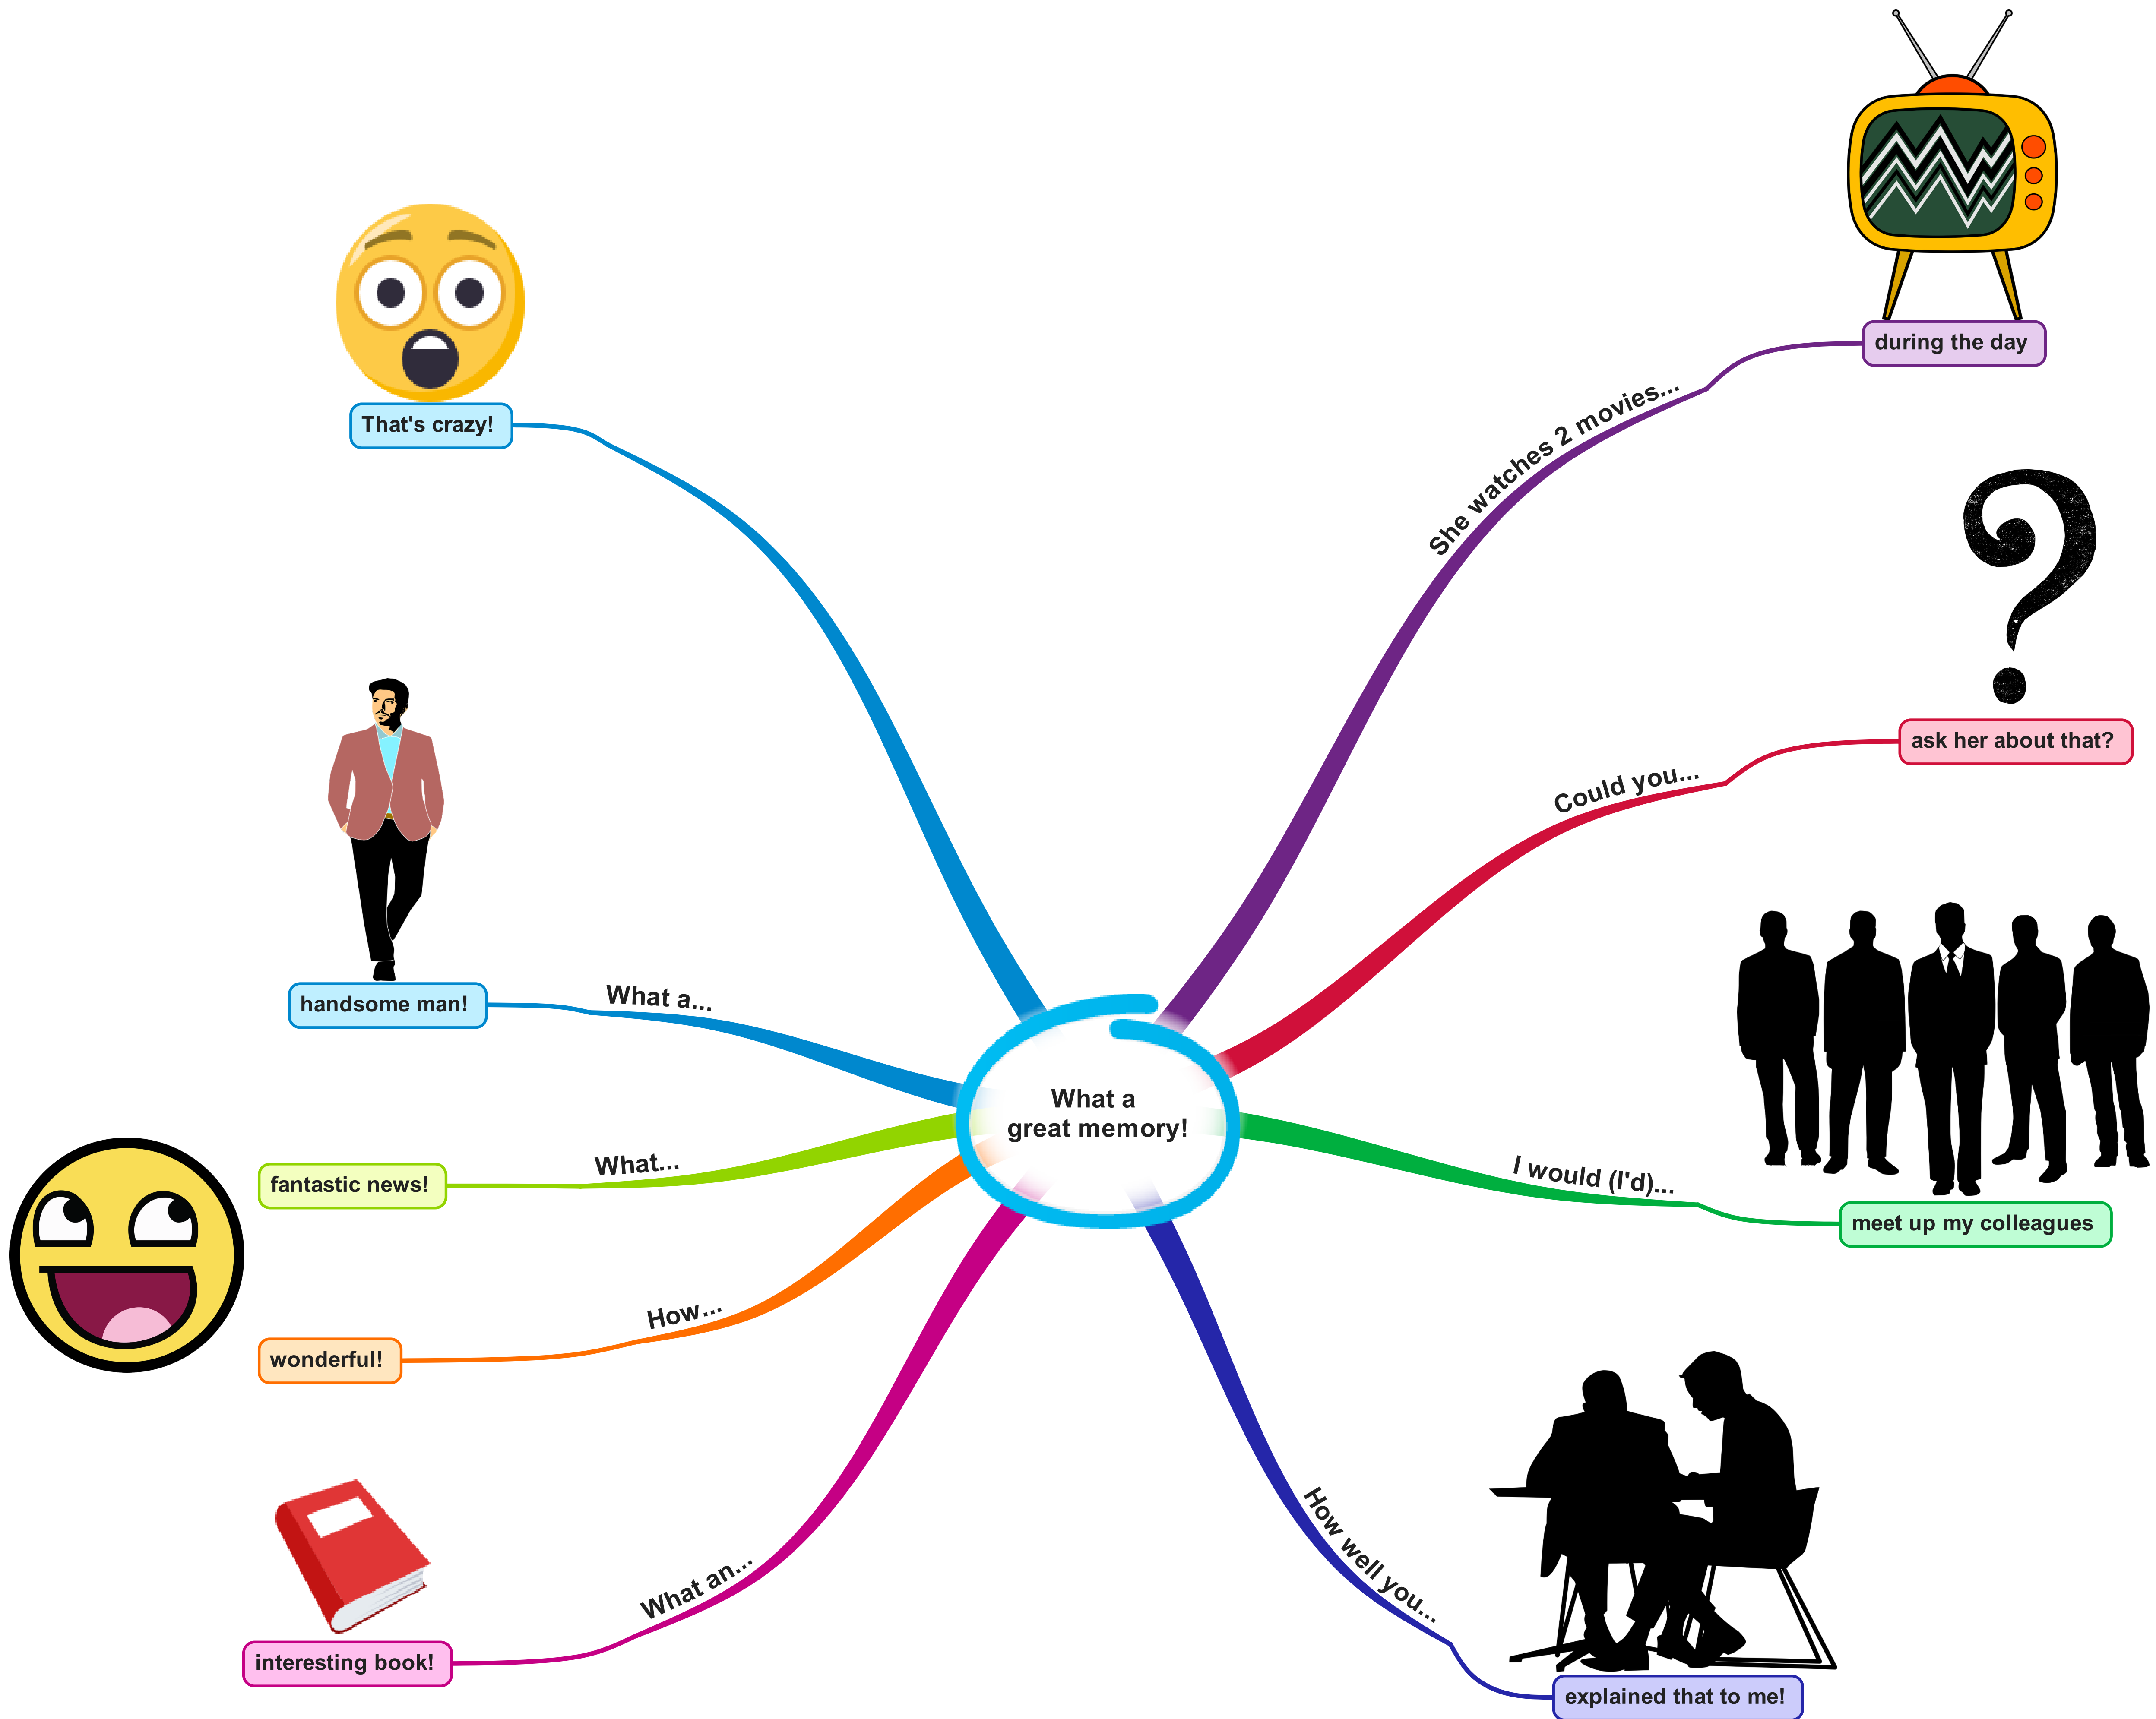 What a
great memory!
She watches 2 movies...
during the day
Could you...
ask her about that?
I would (I'd)...
meet up my colleagues
How well you...
explained that to me!
What an...
interesting book!
How...
wonderful!
What...
fantastic news!
What a...
handsome man!
That's crazy!